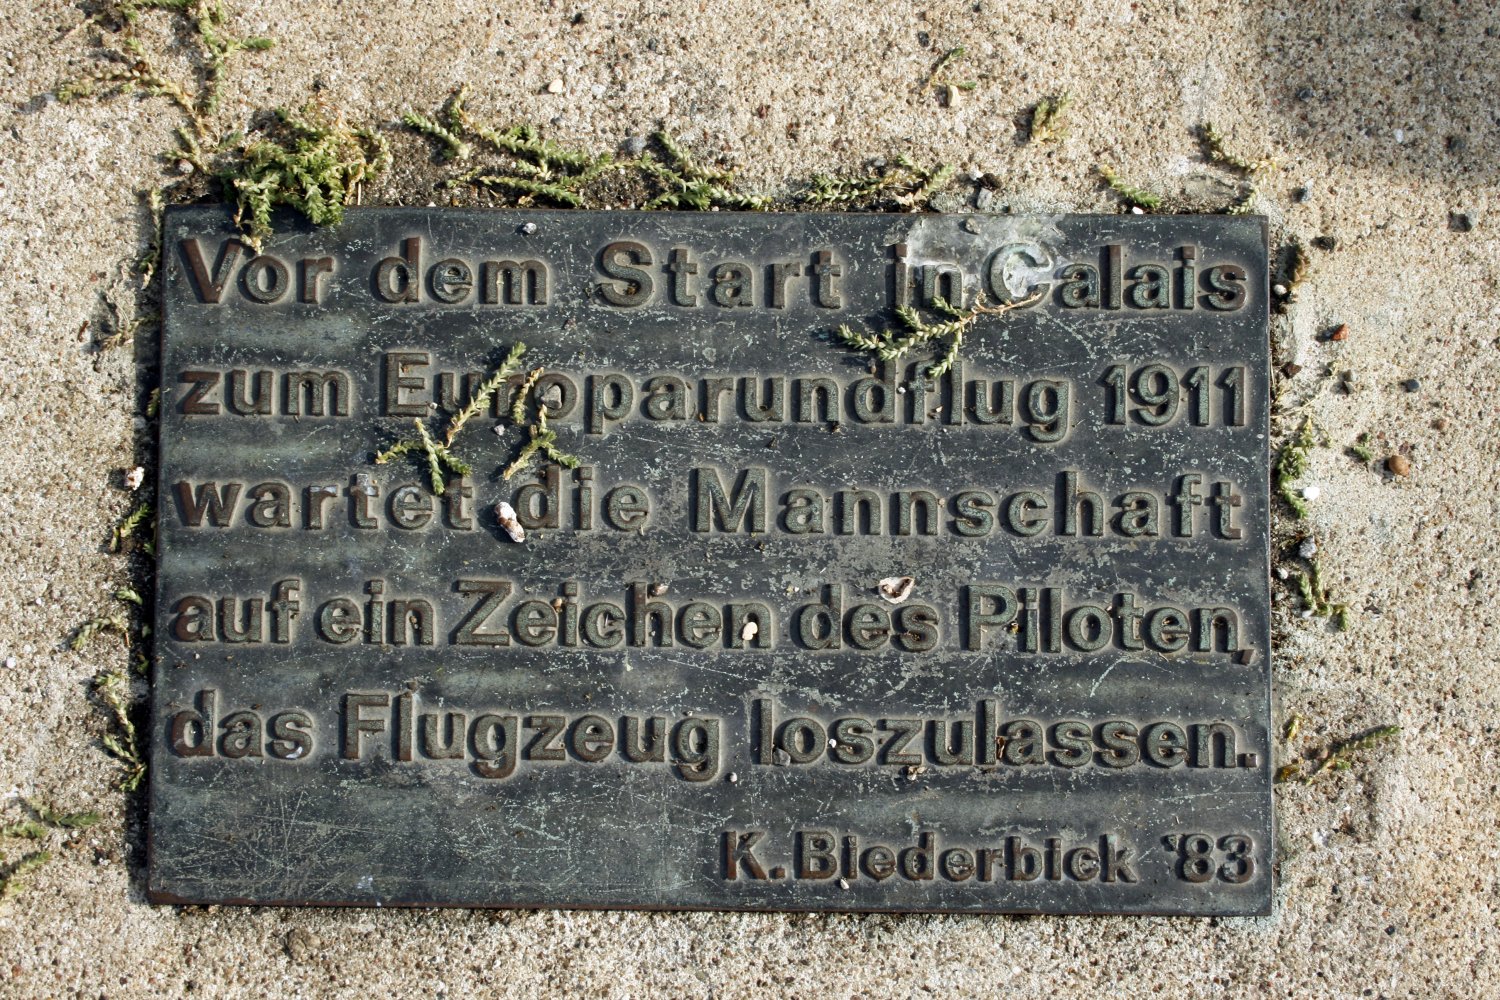 Vor dem Start in Calais
zum Europarundflug 1911
wartet die Mannschaft
auf ein Zeichen des Piloten,
das Flugzeug loszulassen.
K. Biederbick '83